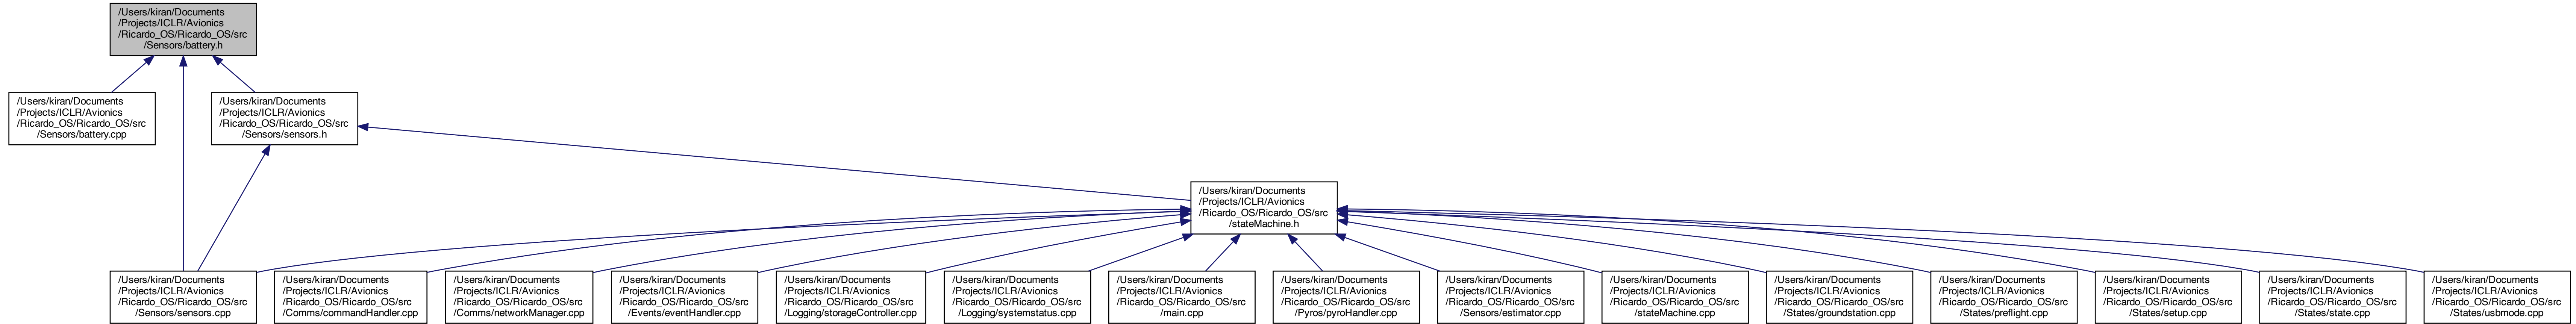 /Users/kiran/Documents
/Projects/ICLR/Avionics
/Ricardo_OS/Ricardo_OS/src
/Sensors/battery.h
/Users/kiran/Documents
/Projects/ICLR/Avionics
/Ricardo_OS/Ricardo_OS/src
/Sensors/battery.cpp
/Users/kiran/Documents
/Projects/ICLR/Avionics
/Ricardo_OS/Ricardo_OS/src
/Sensors/sensors.h
/Users/kiran/Documents
/Projects/ICLR/Avionics
/Ricardo_OS/Ricardo_OS/src
/stateMachine.h
/Users/kiran/Documents
/Projects/ICLR/Avionics
/Ricardo_OS/Ricardo_OS/src
/Sensors/sensors.cpp
/Users/kiran/Documents
/Projects/ICLR/Avionics
/Ricardo_OS/Ricardo_OS/src
/Comms/commandHandler.cpp
/Users/kiran/Documents
/Projects/ICLR/Avionics
/Ricardo_OS/Ricardo_OS/src
/Comms/networkManager.cpp
/Users/kiran/Documents
/Projects/ICLR/Avionics
/Ricardo_OS/Ricardo_OS/src
/Events/eventHandler.cpp
/Users/kiran/Documents
/Projects/ICLR/Avionics
/Ricardo_OS/Ricardo_OS/src
/Logging/storageController.cpp
/Users/kiran/Documents
/Projects/ICLR/Avionics
/Ricardo_OS/Ricardo_OS/src
/Logging/systemstatus.cpp
/Users/kiran/Documents
/Projects/ICLR/Avionics
/Ricardo_OS/Ricardo_OS/src
/main.cpp
/Users/kiran/Documents
/Projects/ICLR/Avionics
/Ricardo_OS/Ricardo_OS/src
/Pyros/pyroHandler.cpp
/Users/kiran/Documents
/Projects/ICLR/Avionics
/Ricardo_OS/Ricardo_OS/src
/Sensors/estimator.cpp
/Users/kiran/Documents
/Projects/ICLR/Avionics
/Ricardo_OS/Ricardo_OS/src
/stateMachine.cpp
/Users/kiran/Documents
/Projects/ICLR/Avionics
/Ricardo_OS/Ricardo_OS/src
/States/groundstation.cpp
/Users/kiran/Documents
/Projects/ICLR/Avionics
/Ricardo_OS/Ricardo_OS/src
/States/preflight.cpp
/Users/kiran/Documents
/Projects/ICLR/Avionics
/Ricardo_OS/Ricardo_OS/src
/States/setup.cpp
/Users/kiran/Documents
/Projects/ICLR/Avionics
/Ricardo_OS/Ricardo_OS/src
/States/state.cpp
/Users/kiran/Documents
/Projects/ICLR/Avionics
/Ricardo_OS/Ricardo_OS/src
/States/usbmode.cpp